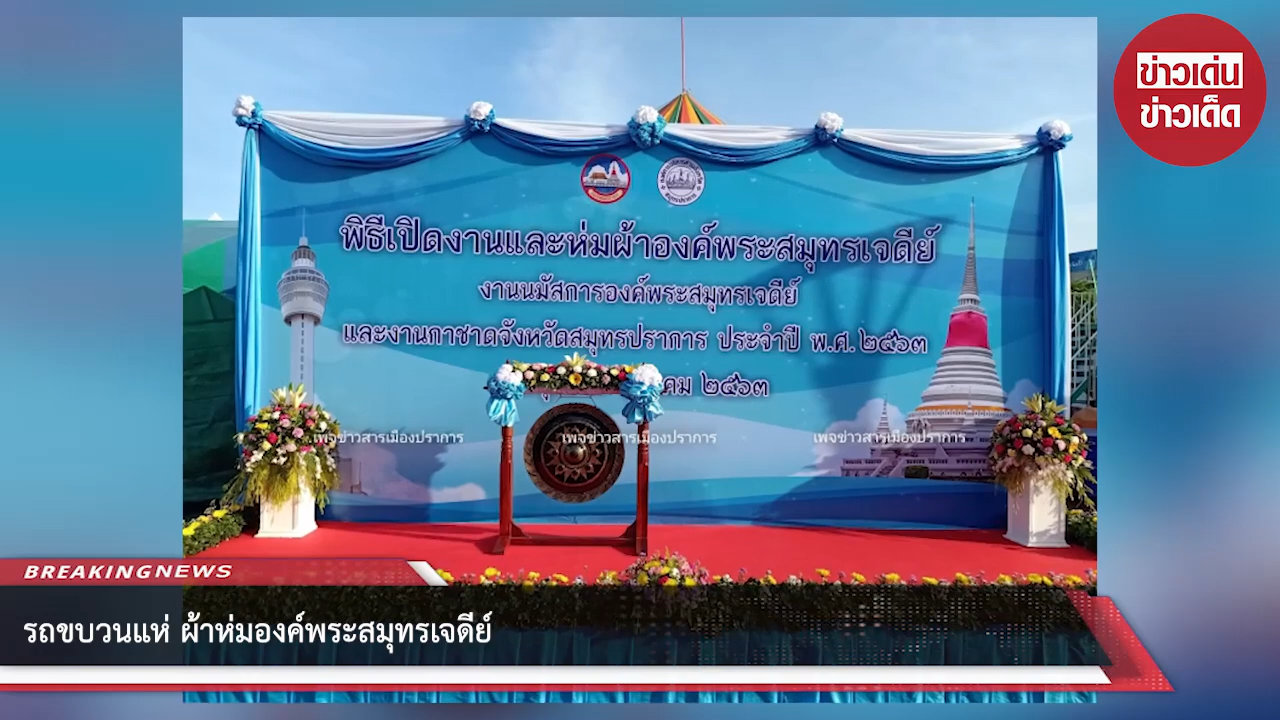 ข่าวเด่น
ข่าวเด็ด
พิธีเปิดงานและห่มผ้าองค์พระสมุทรเจดีย์
งานนมัสการองค์พระสมุทรเจดีย์
และงานกาชาดจังหวัดสมุทรปราการ ประจำปี พ.ศ. ๒๕๖๓
๒๕๖๓
เพจข่าวสารเมืองปราการ เพจข่าวสารเมืองปราการ เพจข่าวสารเมืองปราการ
BREAKING NEWS
รถขบวนแห่ ผ้าห่มองค์พระสมุทรเจดีย์